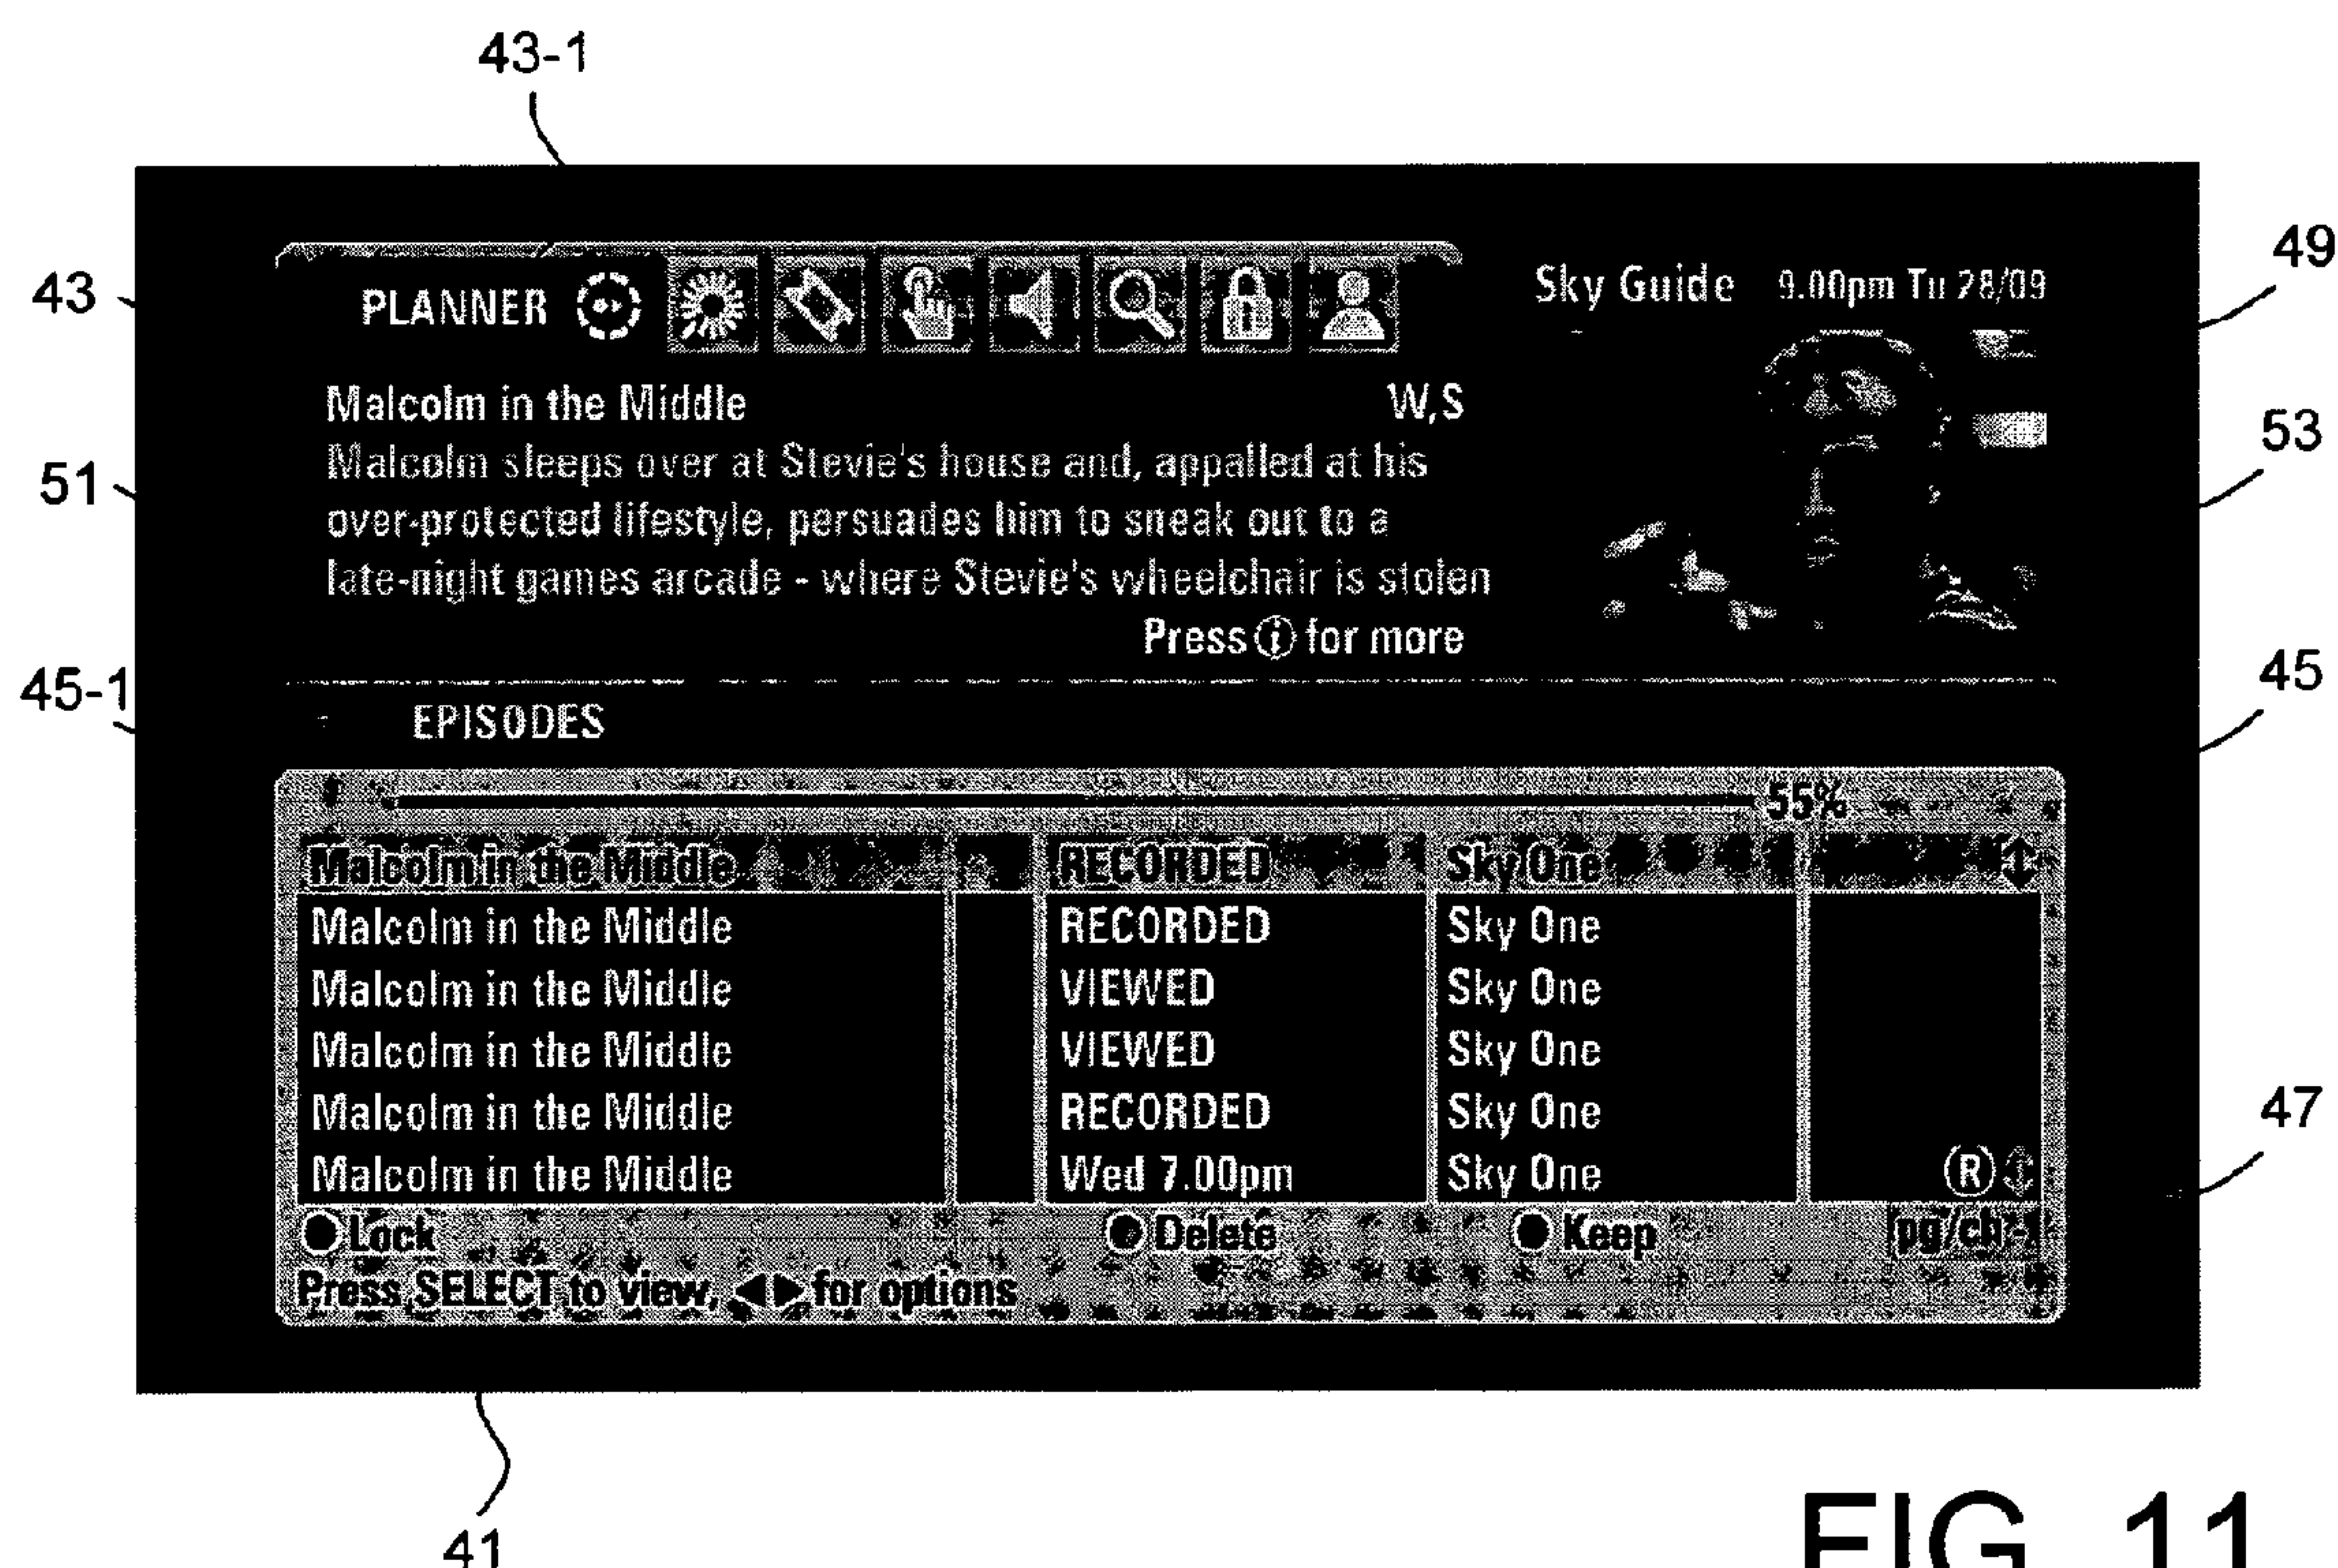 43-1
43
49
PLANNER
Sky Guide 9.00pm Tu 28/09
Malcolm in the Middle W,S
51
53
Malcolm sleeps over at Stevie's house and, appalled at his
over-protected lifestyle, persuades him to sneak out to a
late-night games arcade - where Stevie's wheelchair is stolen
Press i for more
45-1
45
EPISODES
55%
Malcolm in the Middle RECORDED Sky One
Malcolm in the Middle RECORDED Sky One
Malcolm in the Middle VIEWED Sky One
Malcolm in the Middle VIEWED Sky One
Malcolm in the Middle RECORDED Sky One
47
Malcolm in the Middle Wed 7.00pm Sky One R
Lock Delete Keep
Press SELECT to view, ◀▶ for options
41
FIG. 11